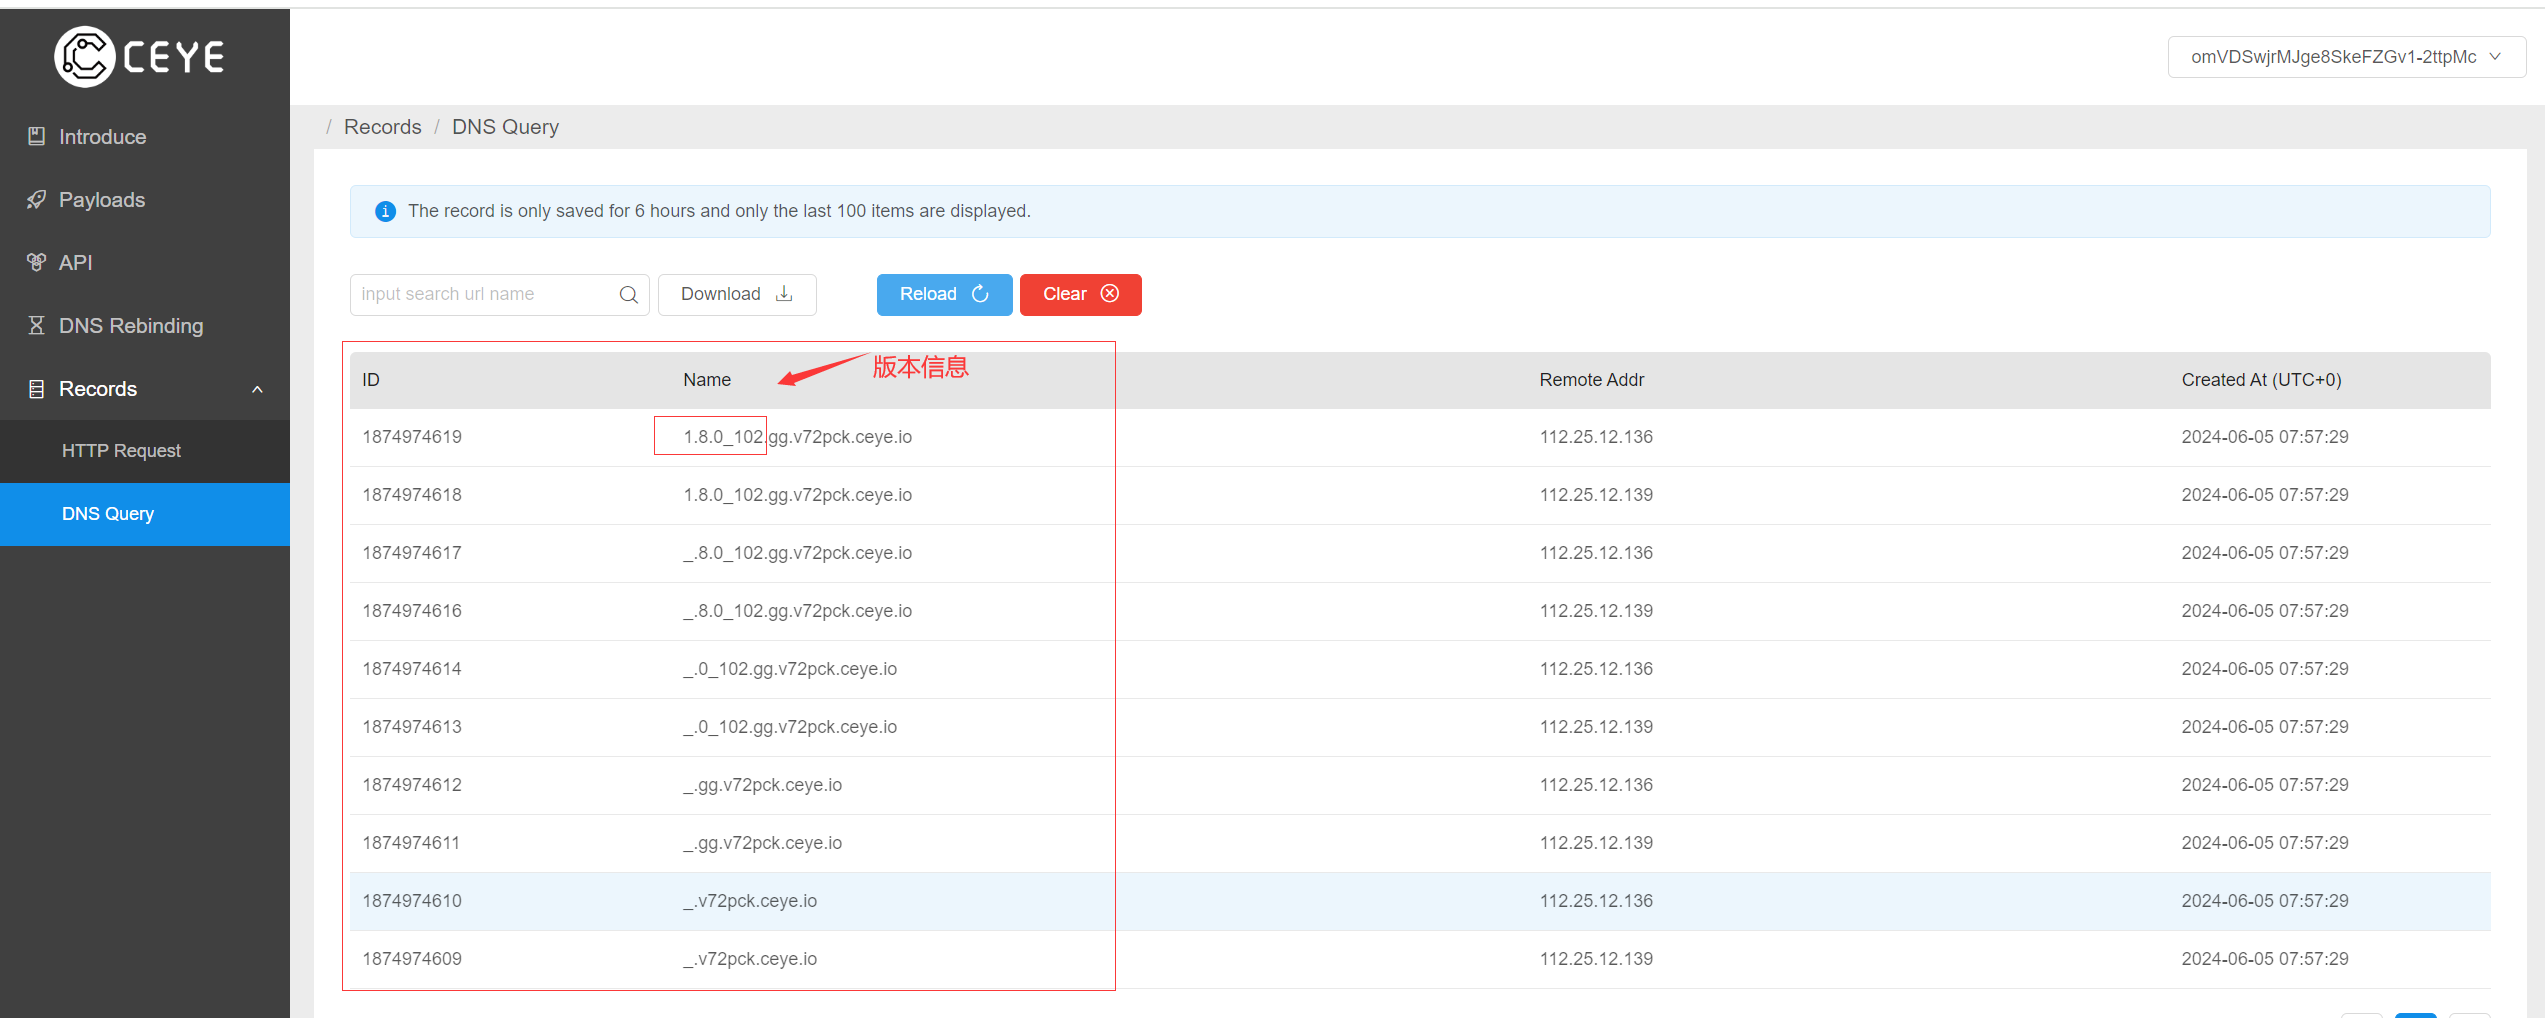 CEYE
omVDSwjrMJge8SkeFZGv1-2ttpMc
Introduce
Payloads
API
DNS Rebinding
Records
HTTP Request
DNS Query
/ Records / DNS Query
The record is only saved for 6 hours and only the last 100 items are displayed.
input search url name Download Reload Clear
版本信息
ID Name Remote Addr Created At (UTC+0)
1874974619 1.8.0_102.gg.v72pck.ceye.io 112.25.12.136 2024-06-05 07:57:29
1874974618 1.8.0_102.gg.v72pck.ceye.io 112.25.12.139 2024-06-05 07:57:29
1874974617 _.8.0_102.gg.v72pck.ceye.io 112.25.12.136 2024-06-05 07:57:29
1874974616 _.8.0_102.gg.v72pck.ceye.io 112.25.12.139 2024-06-05 07:57:29
1874974614 _.0_102.gg.v72pck.ceye.io 112.25.12.136 2024-06-05 07:57:29
1874974613 _.0_102.gg.v72pck.ceye.io 112.25.12.139 2024-06-05 07:57:29
1874974612 _.gg.v72pck.ceye.io 112.25.12.136 2024-06-05 07:57:29
1874974611 _.gg.v72pck.ceye.io 112.25.12.139 2024-06-05 07:57:29
1874974610 _.v72pck.ceye.io 112.25.12.136 2024-06-05 07:57:29
1874974609 _.v72pck.ceye.io 112.25.12.139 2024-06-05 07:57:29